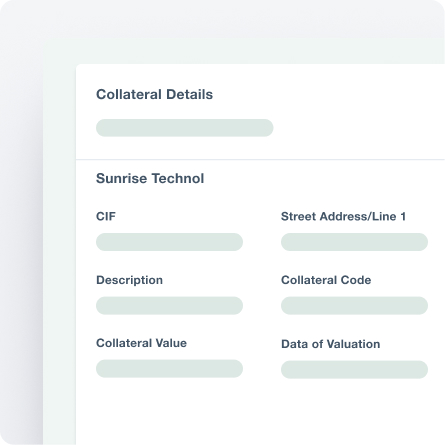 Collateral Details
Sunrise Technol
CIF
Street Address/Line 1
Description
Collateral Code
Collateral Value
Data of Valuation